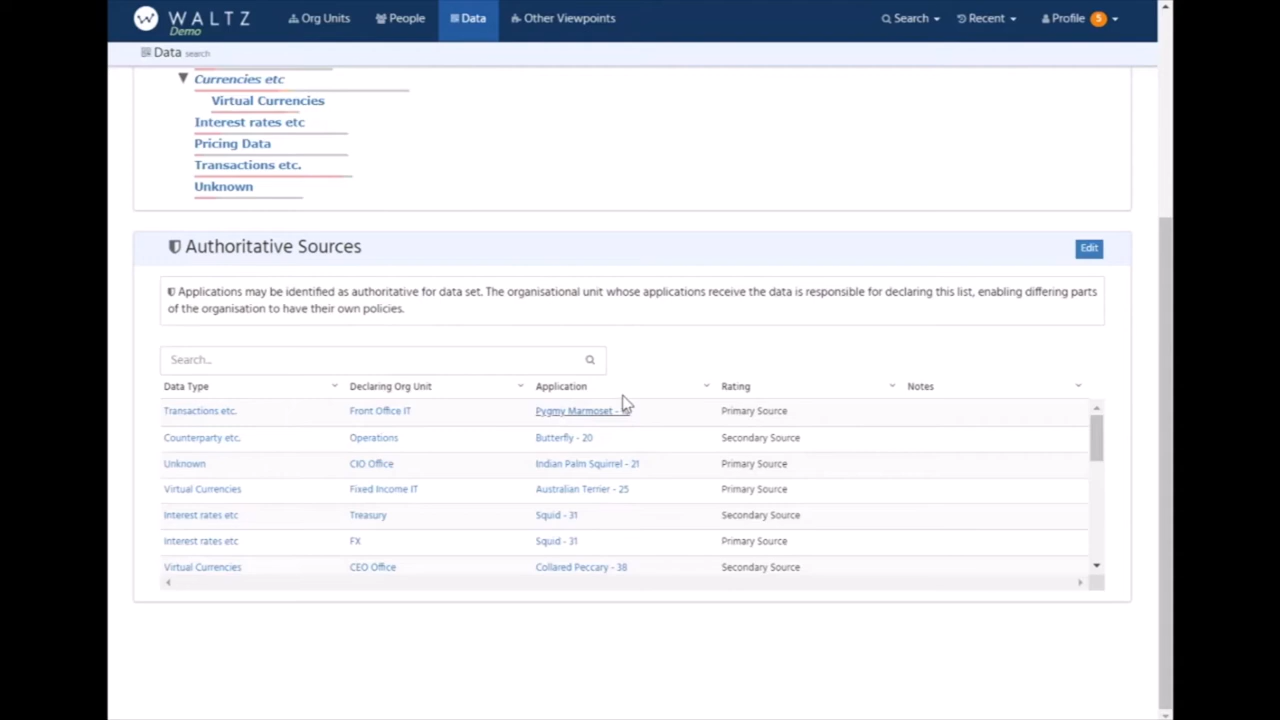 WALTZ
Demo
Org Units
People
Data
Other Viewpoints
Search
Recent
Profile 5
Data search
Currencies etc
Virtual Currencies
Interest rates etc
Pricing Data
Transactions etc.
Unknown
Authoritative Sources
Edit
Applications may be identified as authoritative for data set. The organisational unit whose applications receive the data is responsible for declaring this list, enabling differing parts
of the organisation to have their own policies.
Search...
Data Type Declaring Org Unit Application Rating Notes
Transactions etc. Front Office IT Pygmy Marmoset - Primary Source
Counterparty etc. Operations Butterfly - 20 Secondary Source
Unknown CIO Office Indian Palm Squirrel - 21 Primary Source
Virtual Currencies Fixed Income IT Australian Terrier - 25 Primary Source
Interest rates etc Treasury Squid - 31 Secondary Source
Interest rates etc FX Squid - 31 Primary Source
Virtual Currencies CEO Office Collared Peccary - 38 Secondary Source